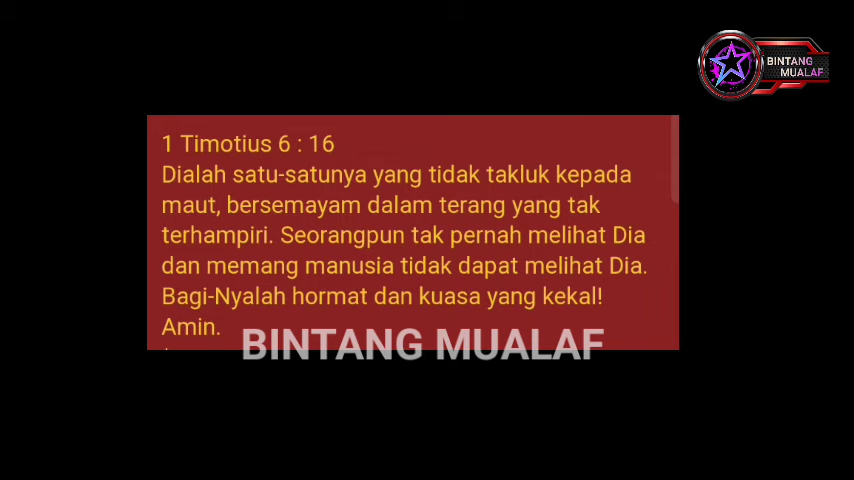 BINTANG
MUALAF
1 Timotius 6 : 16
Dialah satu-satunya yang tidak takluk kepada
maut, bersemayam dalam terang yang tak
terhampiri. Seorangpun tak pernah melihat Dia
dan memang manusia tidak dapat melihat Dia.
Bagi-Nyalah hormat dan kuasa yang kekal!
Amin.
BINTANG MUALAF